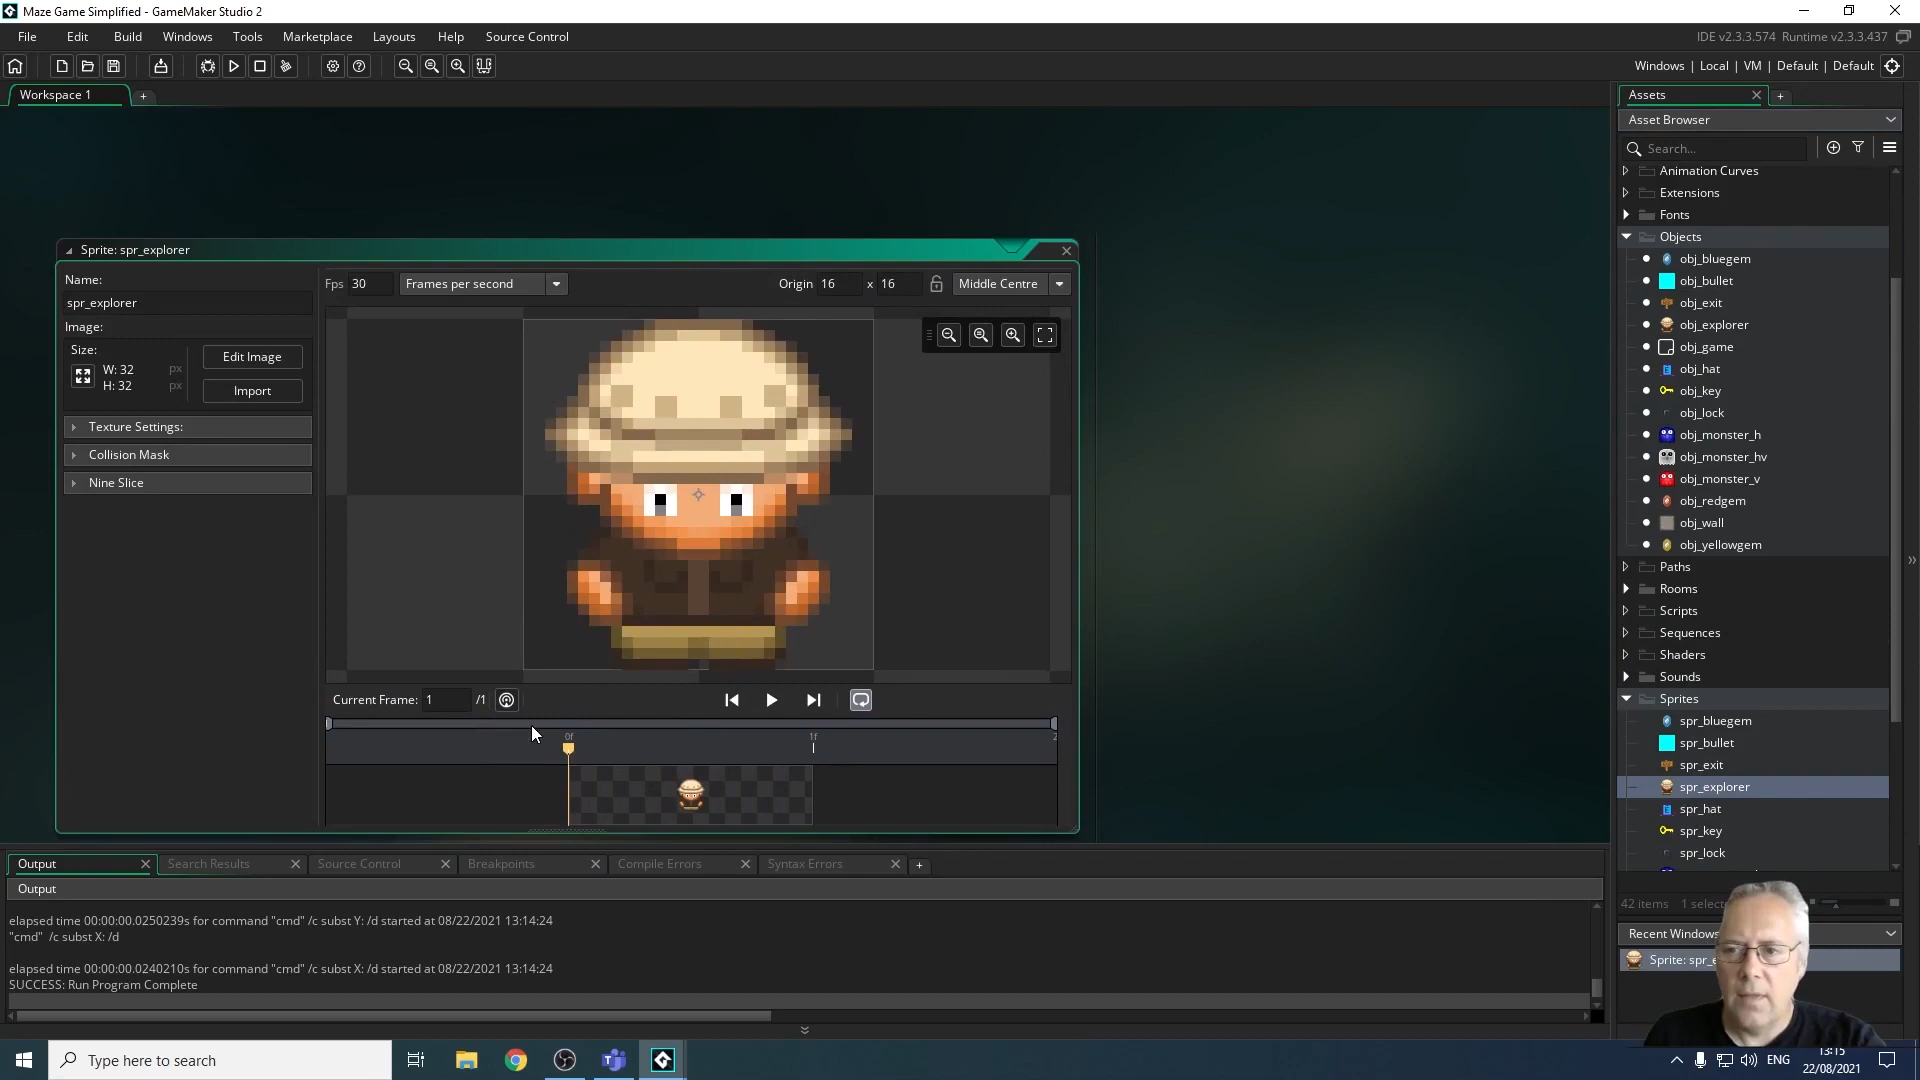 Maze Game Simplified - GameMaker Studio 2
File Edit Build Windows Tools Marketplace Layouts Help Source Control
IDE v2.3.3.574 Runtime v2.3.3.437
Windows | Local | VM | Default | Default
Workspace 1
Assets
Asset Browser
Search...
Animation Curves
Extensions
Fonts
Objects
obj_bluegem
obj_bullet
obj_exit
obj_explorer
obj_game
obj_hat
obj_key
obj_lock
obj_monster_h
obj_monster_hv
obj_monster_v
obj_redgem
obj_wall
obj_yellowgem
Paths
Rooms
Scripts
Sequences
Shaders
Sounds
Sprites
spr_bluegem
spr_bullet
spr_exit
spr_explorer
spr_hat
spr_key
spr_lock
42 items
Recent Windows
Sprite: spr_explorer
Name:
spr_explorer
Image:
Size:
W: 32 px
H: 32 px
Edit Image
Import
Texture Settings:
Collision Mask
Nine Slice
Fps 30 Frames per second
Origin 16 x 16 Middle Centre
Current Frame: 1 /1
0f 1f 2
Output Search Results Source Control Breakpoints Compile Errors Syntax Errors
Output
elapsed time 00:00:00.0250239s for command "cmd" /c subst Y: /d started at 08/22/2021 13:14:24
"cmd" /c subst X: /d
elapsed time 00:00:00.0240210s for command "cmd" /c subst X: /d started at 08/22/2021 13:14:24
SUCCESS: Run Program Complete
Type here to search
ENG
13:15
22/08/2021